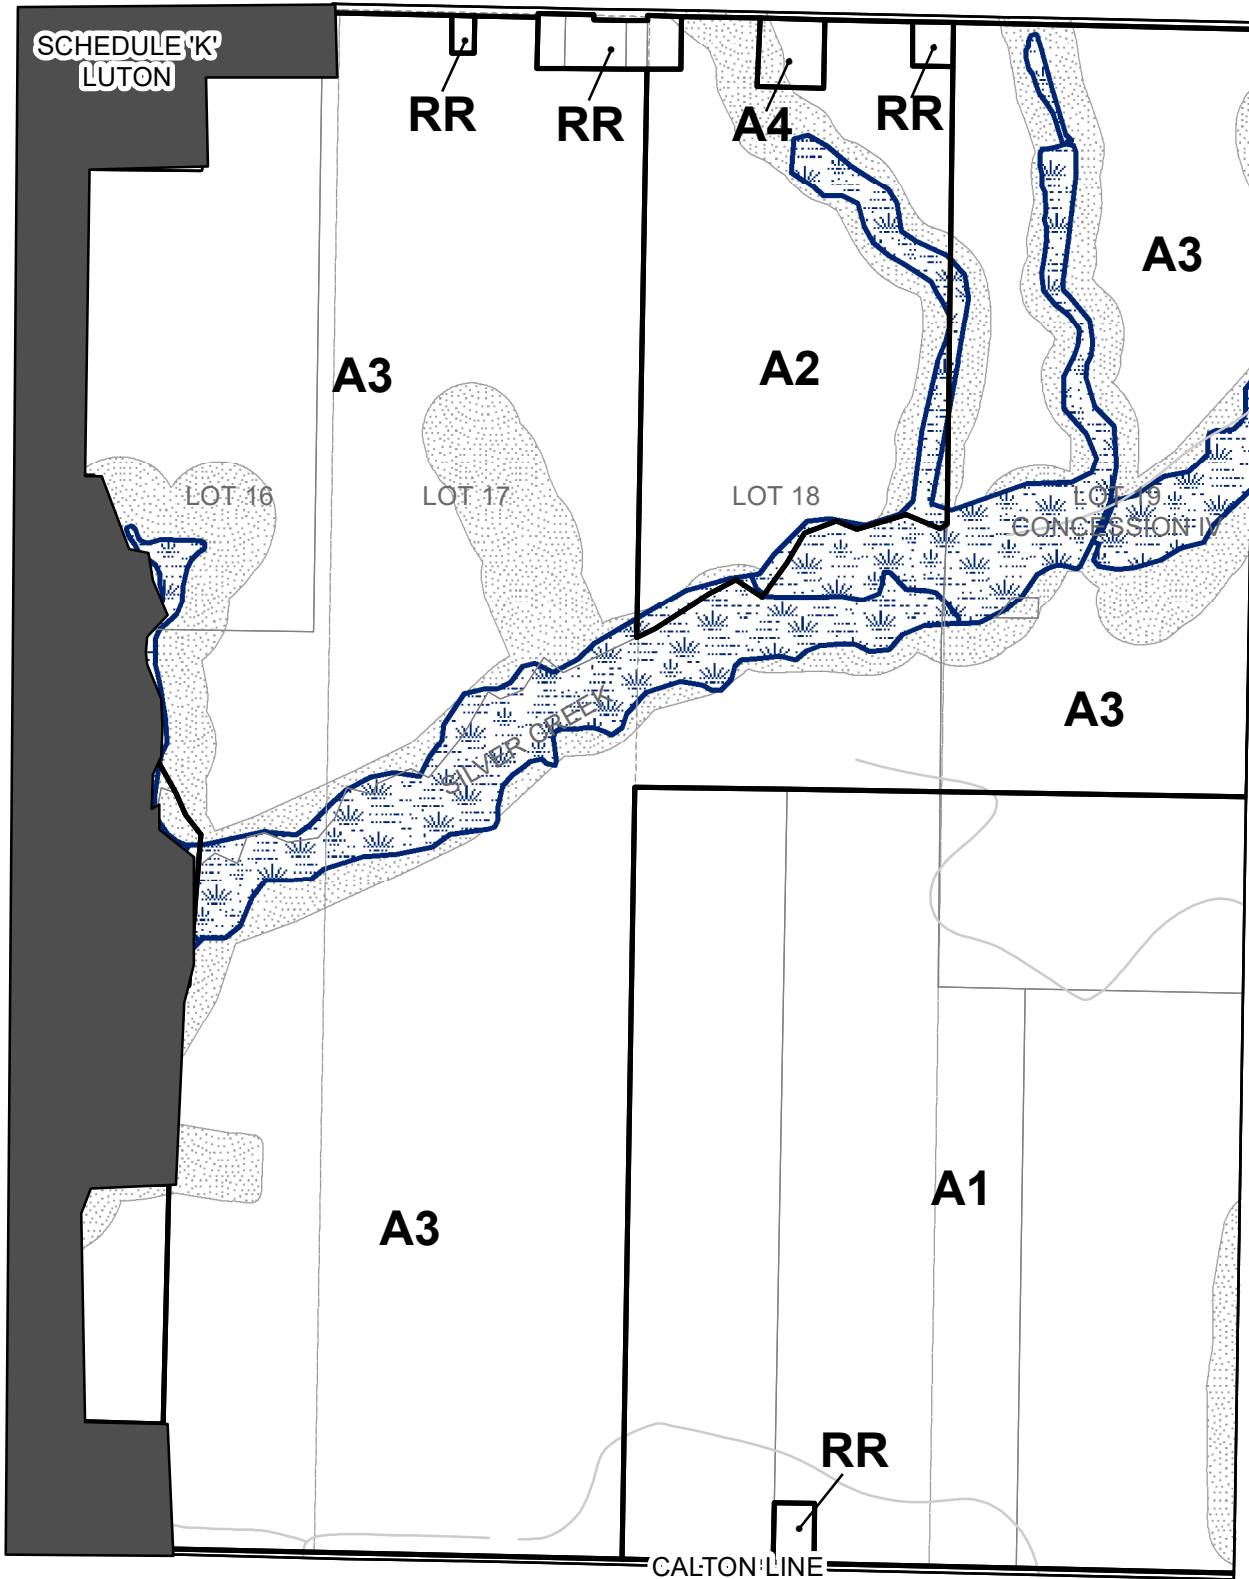 SCHEDULE 'K'
LUTON
RR
RR
A4
RR
A3
A3
A2
LOT 16
LOT 17
LOT 18
LOT 19
CONCESSION IV
SILVER CREEK
A3
A1
A3
RR
CALTON LINE